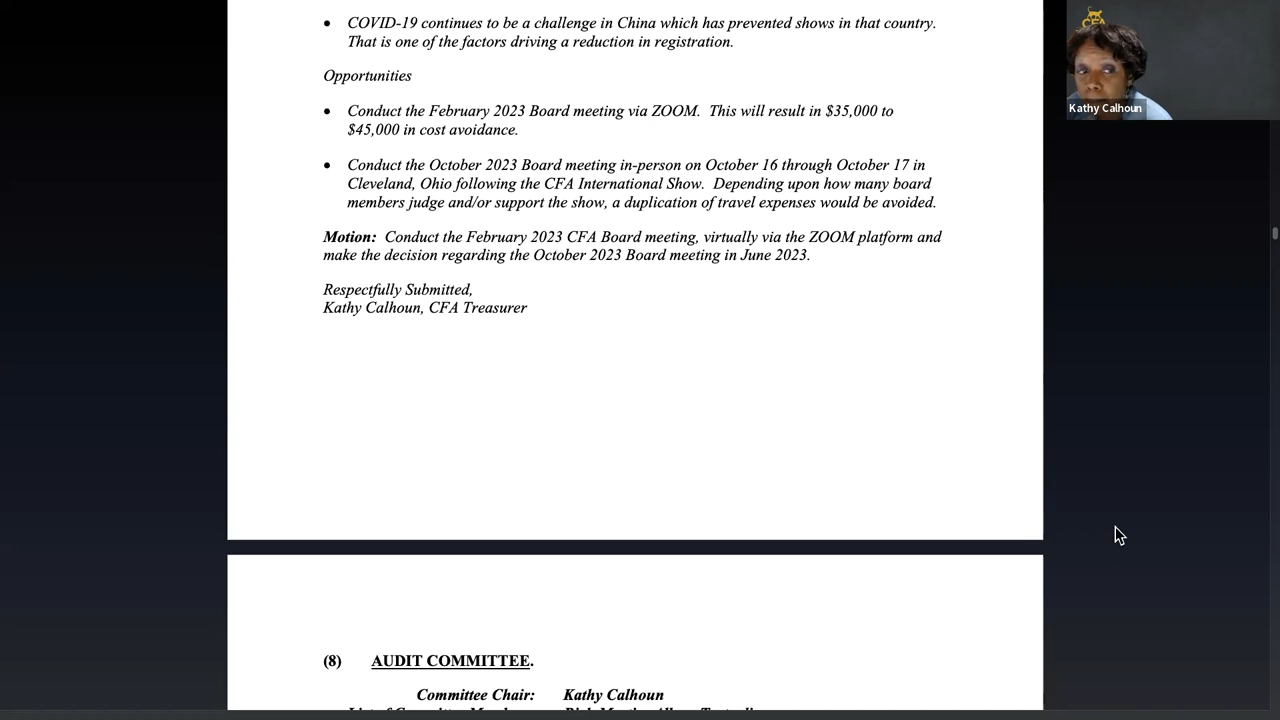 • COVID-19 continues to be a challenge in China which has prevented shows in that country.
That is one of the factors driving a reduction in registration.
Opportunities
• Conduct the February 2023 Board meeting via ZOOM. This will result in $35,000 to
$45,000 in cost avoidance.
• Conduct the October 2023 Board meeting in-person on October 16 through October 17 in
Cleveland, Ohio following the CFA International Show. Depending upon how many board
members judge and/or support the show, a duplication of travel expenses would be avoided.
Motion: Conduct the February 2023 CFA Board meeting, virtually via the ZOOM platform and
make the decision regarding the October 2023 Board meeting in June 2023.
Respectfully Submitted,
Kathy Calhoun, CFA Treasurer
(8) AUDIT COMMITTEE.
Committee Chair: Kathy Calhoun
CFA
Kathy Calhoun